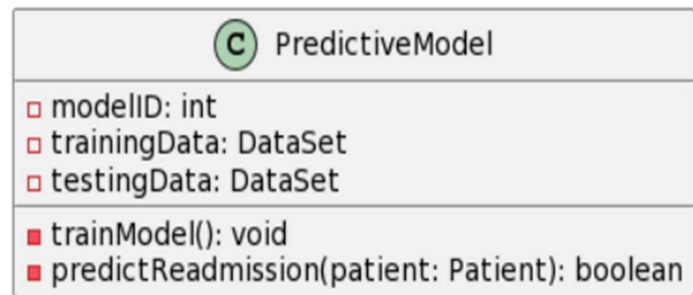 C PredictiveModel
modelID: int
trainingData: DataSet
testingData: DataSet
trainModel(): void
predictReadmission(patient: Patient): boolean